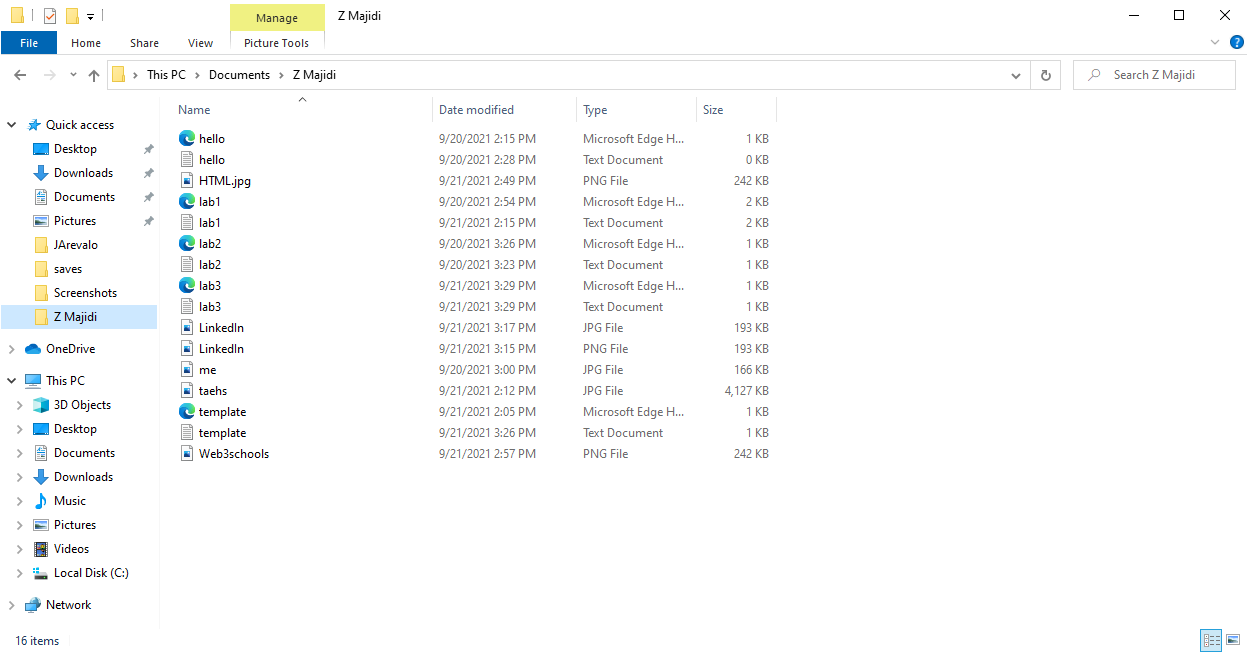 Manage Z Majidi
File Home Share View Picture Tools
This PC Documents Z Majidi Search Z Majidi
Name Date modified Type Size
Quick access
Desktop
Downloads
Documents
Pictures
JArevalo
saves
Screenshots
Z Majidi
OneDrive
This PC
3D Objects
Desktop
Documents
Downloads
Music
Pictures
Videos
Local Disk (C:)
Network
hello 9/20/2021 2:15 PM Microsoft Edge H... 1 KB
hello 9/20/2021 2:28 PM Text Document 0 KB
HTML.jpg 9/21/2021 2:49 PM PNG File 242 KB
lab1 9/20/2021 2:54 PM Microsoft Edge H... 2 KB
lab1 9/21/2021 2:15 PM Text Document 2 KB
lab2 9/20/2021 3:26 PM Microsoft Edge H... 1 KB
lab2 9/20/2021 3:23 PM Text Document 1 KB
lab3 9/21/2021 3:29 PM Microsoft Edge H... 1 KB
lab3 9/21/2021 3:29 PM Text Document 1 KB
LinkedIn 9/21/2021 3:17 PM JPG File 193 KB
LinkedIn 9/21/2021 3:15 PM PNG File 193 KB
me 9/20/2021 3:00 PM JPG File 166 KB
taehs 9/21/2021 2:12 PM JPG File 4,127 KB
template 9/21/2021 2:05 PM Microsoft Edge H... 1 KB
template 9/21/2021 3:26 PM Text Document 1 KB
Web3schools 9/21/2021 2:57 PM PNG File 242 KB
16 items